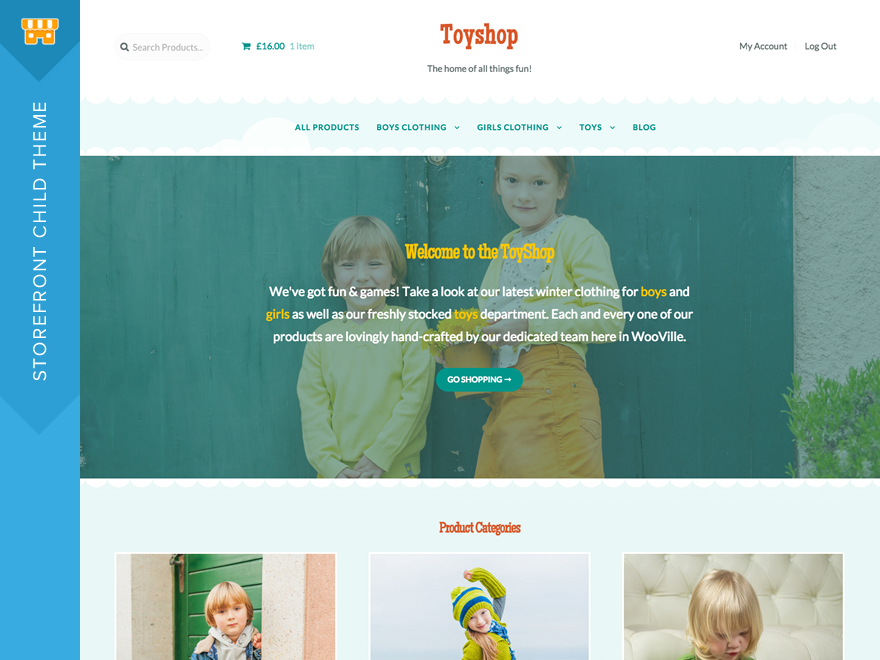 STOREFRONT CHILD THEME
Search Products...
£16.00 1 item
Toyshop
The home of all things fun!
My Account
Log Out
ALL PRODUCTS
BOYS CLOTHING
GIRLS CLOTHING
TOYS
BLOG
Welcome to the ToyShop
We've got fun & games! Take a look at our latest winter clothing for boys and
girls as well as our freshly stocked toys department. Each and every one of our
products are lovingly hand-crafted by our dedicated team here in WooVille.
GO SHOPPING →
Product Categories